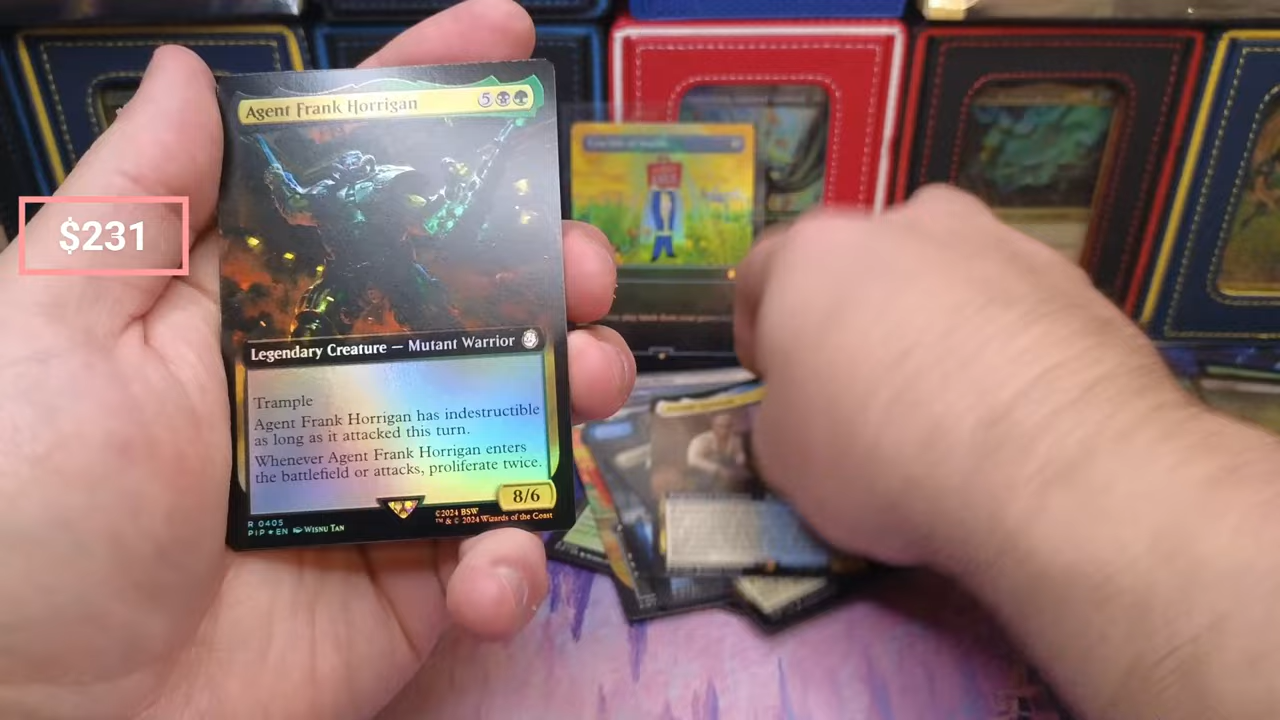 Agent Frank Horrigan 5
$231
Legendary Creature — Mutant Warrior
Trample
Agent Frank Horrigan has indestructible
as long as it attacked this turn.
Whenever Agent Frank Horrigan enters
the battlefield or attacks, proliferate twice.
8/6
R 0405
PIP ★ EN WISNU TAN
©2024 BSW
™ & © 2024 Wizards of the Coast